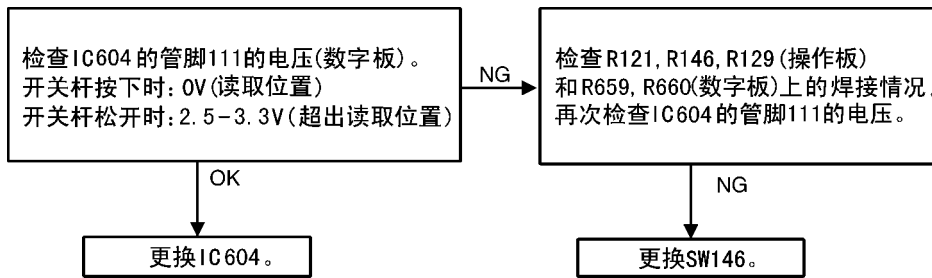 检查IC604的管脚111的电压(数字板)。
开关杆按下时:0V(读取位置)
开关杆松开时:2.5-3.3V(超出读取位置)
NG
检查R121,R146,R129(操作板)
和R659,R660(数字板)上的焊接情况,
再次检查IC604的管脚111的电压。
OK
NG
更换IC604。
更换SW146。